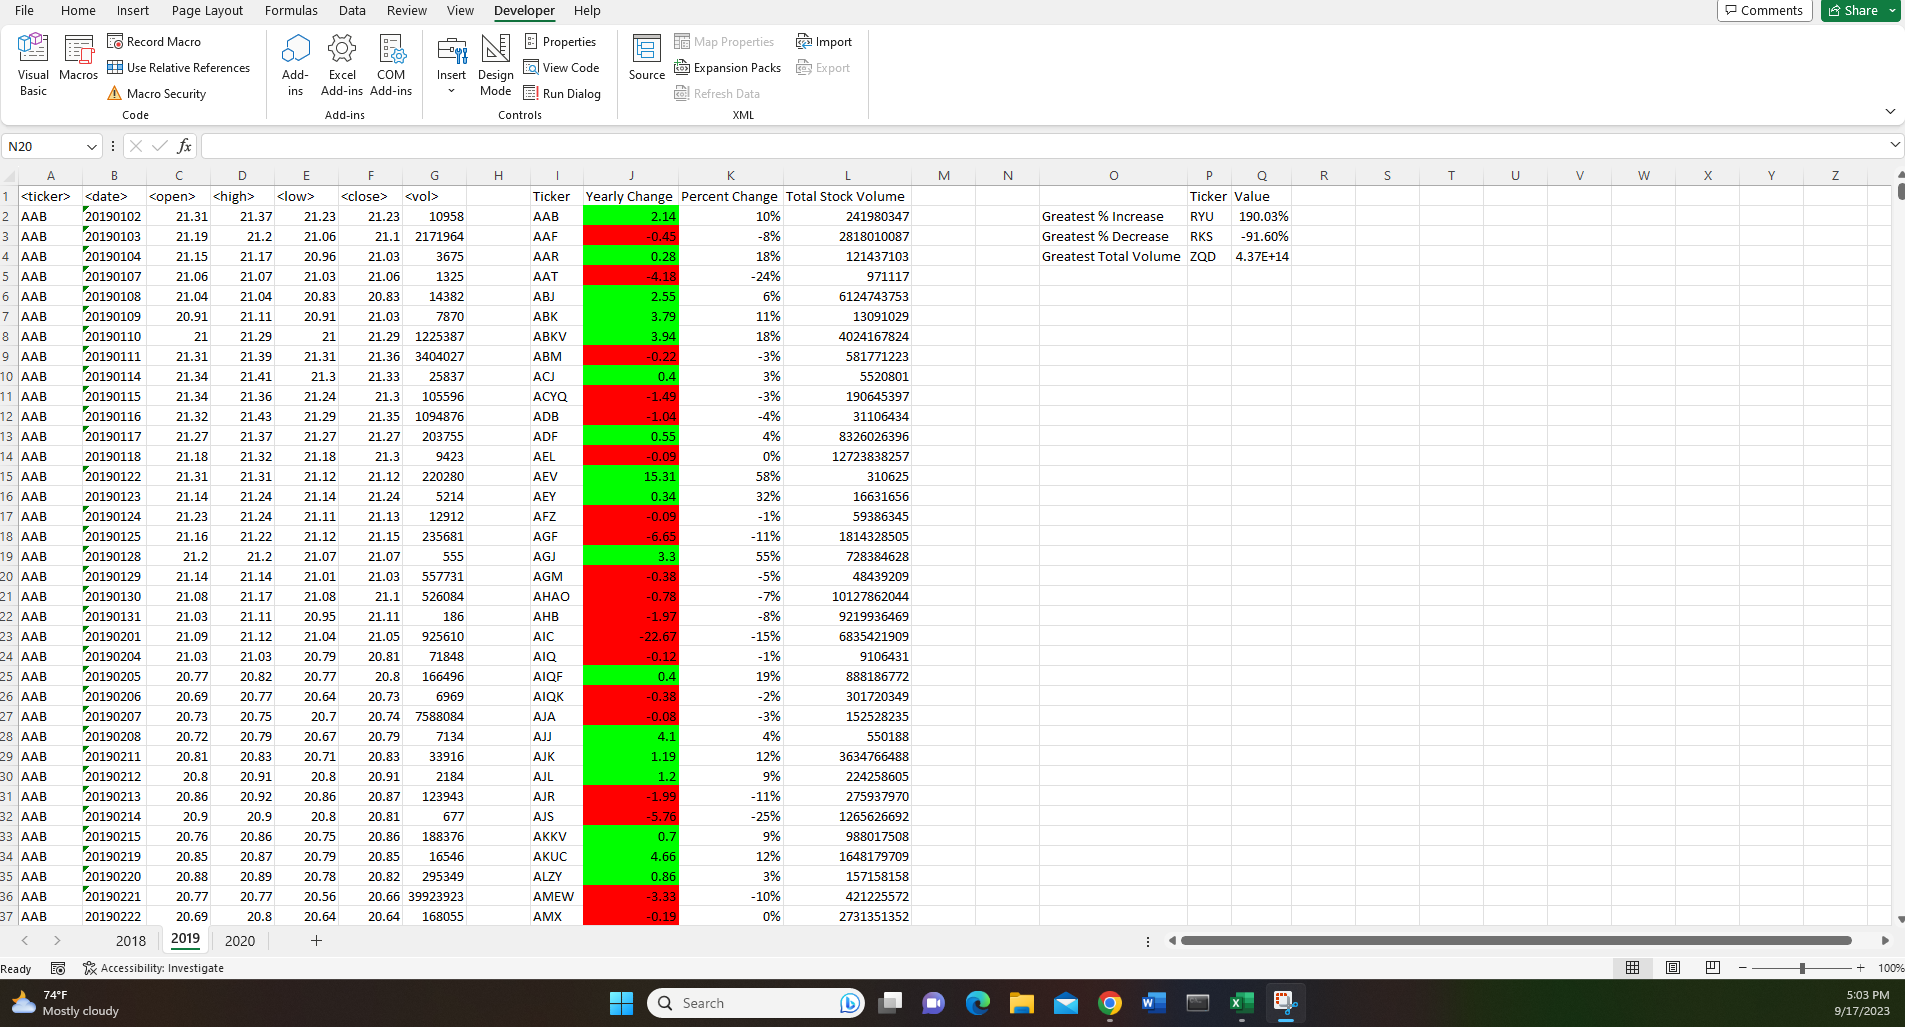 File Home Insert Page Layout Formulas Data Review View Developer Help Comments Share
Visual Basic Macros Record Macro Use Relative References Macro Security Code
Add-ins Excel Add-ins COM Add-ins Add-ins
Insert Design Mode Properties View Code Run Dialog Controls
Source Map Properties Expansion Packs Refresh Data Import Export XML
N20 fx
A B C D E F G H I J K L M N O P Q R S T U V W X Y Z
1 <ticker> <date> <open> <high> <low> <close> <vol> Ticker Yearly Change Percent Change Total Stock Volume Ticker Value
2 AAB 20190102 21.31 21.37 21.23 21.23 10958 AAB 2.14 10% 241980347 Greatest % Increase RYU 190.03%
3 AAB 20190103 21.19 21.2 21.06 21.1 2171964 AAF -0.45 -8% 2818010087 Greatest % Decrease RKS -91.60%
4 AAB 20190104 21.15 21.17 20.96 21.03 3675 AAR 0.28 18% 121437103 Greatest Total Volume ZQD 4.37E+14
5 AAB 20190107 21.06 21.07 21.03 21.06 1325 AAT -4.18 -24% 971117
6 AAB 20190108 21.04 21.04 20.83 20.83 14382 ABJ 2.55 6% 6124743753
7 AAB 20190109 20.91 21.11 20.91 21.03 7870 ABK 3.79 11% 13091029
8 AAB 20190110 21 21.29 21 21.29 1225387 ABKV 3.94 18% 4024167824
9 AAB 20190111 21.31 21.39 21.31 21.36 3404027 ABM -0.22 -3% 581771223
10 AAB 20190114 21.34 21.41 21.3 21.33 25837 ACJ 0.4 3% 5520801
11 AAB 20190115 21.34 21.36 21.24 21.3 105596 ACYQ -1.49 -3% 190645397
12 AAB 20190116 21.32 21.43 21.29 21.35 1094876 ADB -1.04 -4% 31106434
13 AAB 20190117 21.27 21.37 21.27 21.27 203755 ADF 0.55 4% 8326026396
14 AAB 20190118 21.18 21.32 21.18 21.3 9423 AEL -0.09 0% 12723838257
15 AAB 20190122 21.31 21.31 21.12 21.12 220280 AEV 15.31 58% 310625
16 AAB 20190123 21.14 21.24 21.14 21.24 5214 AEY 0.34 32% 16631656
17 AAB 20190124 21.23 21.24 21.11 21.13 12912 AFZ -0.09 -1% 59386345
18 AAB 20190125 21.16 21.22 21.12 21.15 235681 AGF -6.65 -11% 1814328505
19 AAB 20190128 21.2 21.2 21.07 21.07 555 AGJ 3.3 55% 728384628
20 AAB 20190129 21.14 21.14 21.01 21.03 557731 AGM -0.38 -5% 48439209
21 AAB 20190130 21.08 21.17 21.08 21.1 526084 AHAO -0.78 -7% 10127862044
22 AAB 20190131 21.03 21.11 20.95 21.11 186 AHB -1.97 -8% 9219936469
23 AAB 20190201 21.09 21.12 21.04 21.05 925610 AIC -22.67 -15% 6835421909
24 AAB 20190204 21.03 21.03 20.79 20.81 71848 AIQ -0.12 -1% 9106431
25 AAB 20190205 20.77 20.82 20.77 20.8 166496 AIQF 0.4 19% 888186772
26 AAB 20190206 20.69 20.77 20.64 20.73 6969 AIQK -0.38 -2% 301720349
27 AAB 20190207 20.73 20.75 20.7 20.74 7588084 AJA -0.08 -3% 152528235
28 AAB 20190208 20.72 20.79 20.67 20.79 7134 AJJ 4.1 4% 550188
29 AAB 20190211 20.81 20.83 20.71 20.83 33916 AJK 1.19 12% 3634766488
30 AAB 20190212 20.8 20.91 20.8 20.91 2184 AJL 1.2 9% 224258605
31 AAB 20190213 20.86 20.92 20.86 20.87 123943 AJR -1.99 -11% 275937970
32 AAB 20190214 20.9 20.9 20.8 20.81 677 AJS -5.76 -25% 1265626692
33 AAB 20190215 20.76 20.86 20.75 20.86 188376 AKKV 0.7 9% 988017508
34 AAB 20190219 20.85 20.87 20.79 20.85 16546 AKUC 4.66 12% 1648179709
35 AAB 20190220 20.88 20.89 20.78 20.82 295349 ALZY 0.86 3% 157158158
36 AAB 20190221 20.77 20.77 20.56 20.66 39923923 AMEW -3.33 -10% 421225572
37 AAB 20190222 20.69 20.8 20.64 20.64 168055 AMX -0.19 0% 2731351352
2018 2019 2020 +
Ready Accessibility: Investigate 100%
74°F
Mostly cloudy
Search
5:03 PM
9/17/2023